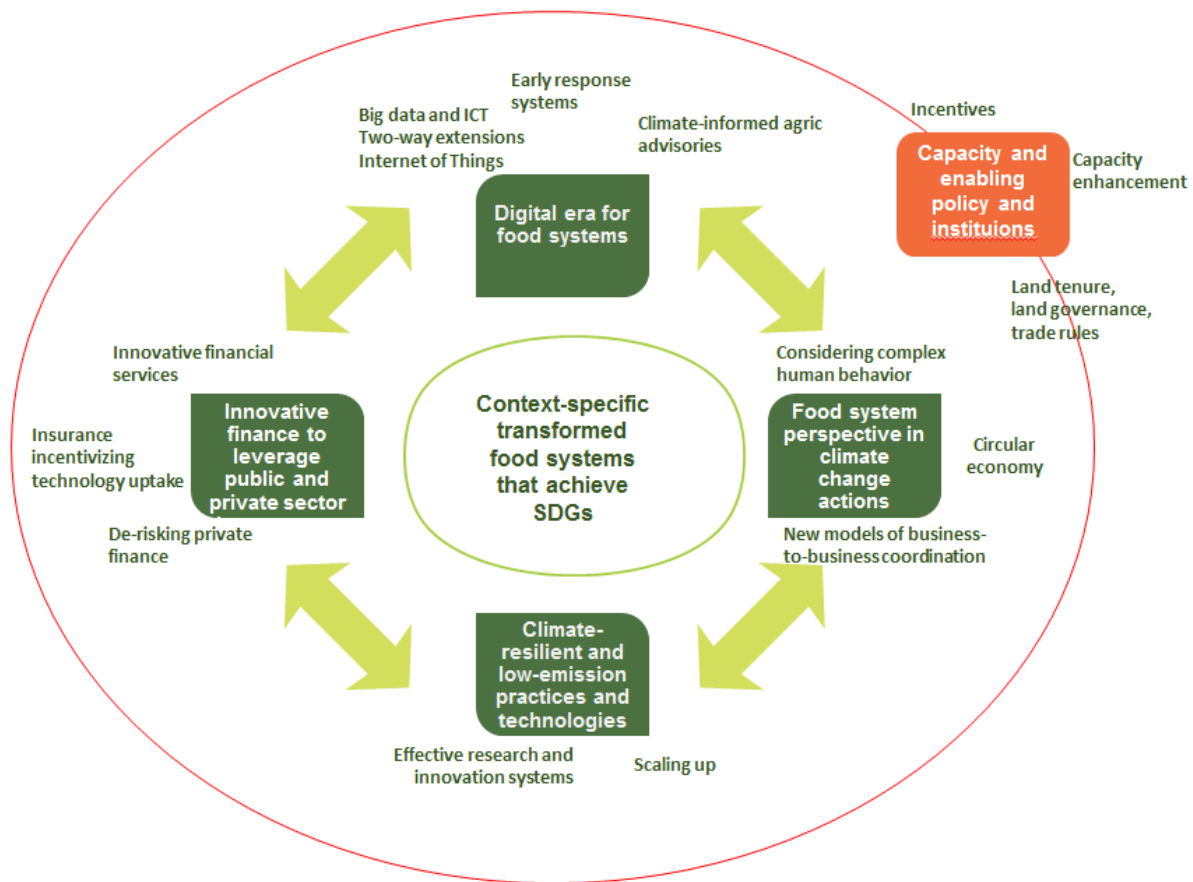 Early response
systems
Big data and ICT
Two-way extensions
Internet of Things
Climate-informed agric
advisories
Incentives
Capacity and
enabling
policy and
instituions
Capacity
enhancement
Land tenure,
land governance,
trade rules
Digital era for
food systems
Innovative financial
services
Innovative
finance to
leverage
public and
private sector
Insurance
incentivizing
technology uptake
De-risking private
finance
Context-specific
transformed
food systems
that achieve
SDGs
Considering complex
human behavior
Food system
perspective in
climate
change
actions
Circular
economy
New models of business-
to-business coordination
Climate-
resilient and
low-emission
practices and
technologies
Effective research and
innovation systems
Scaling up